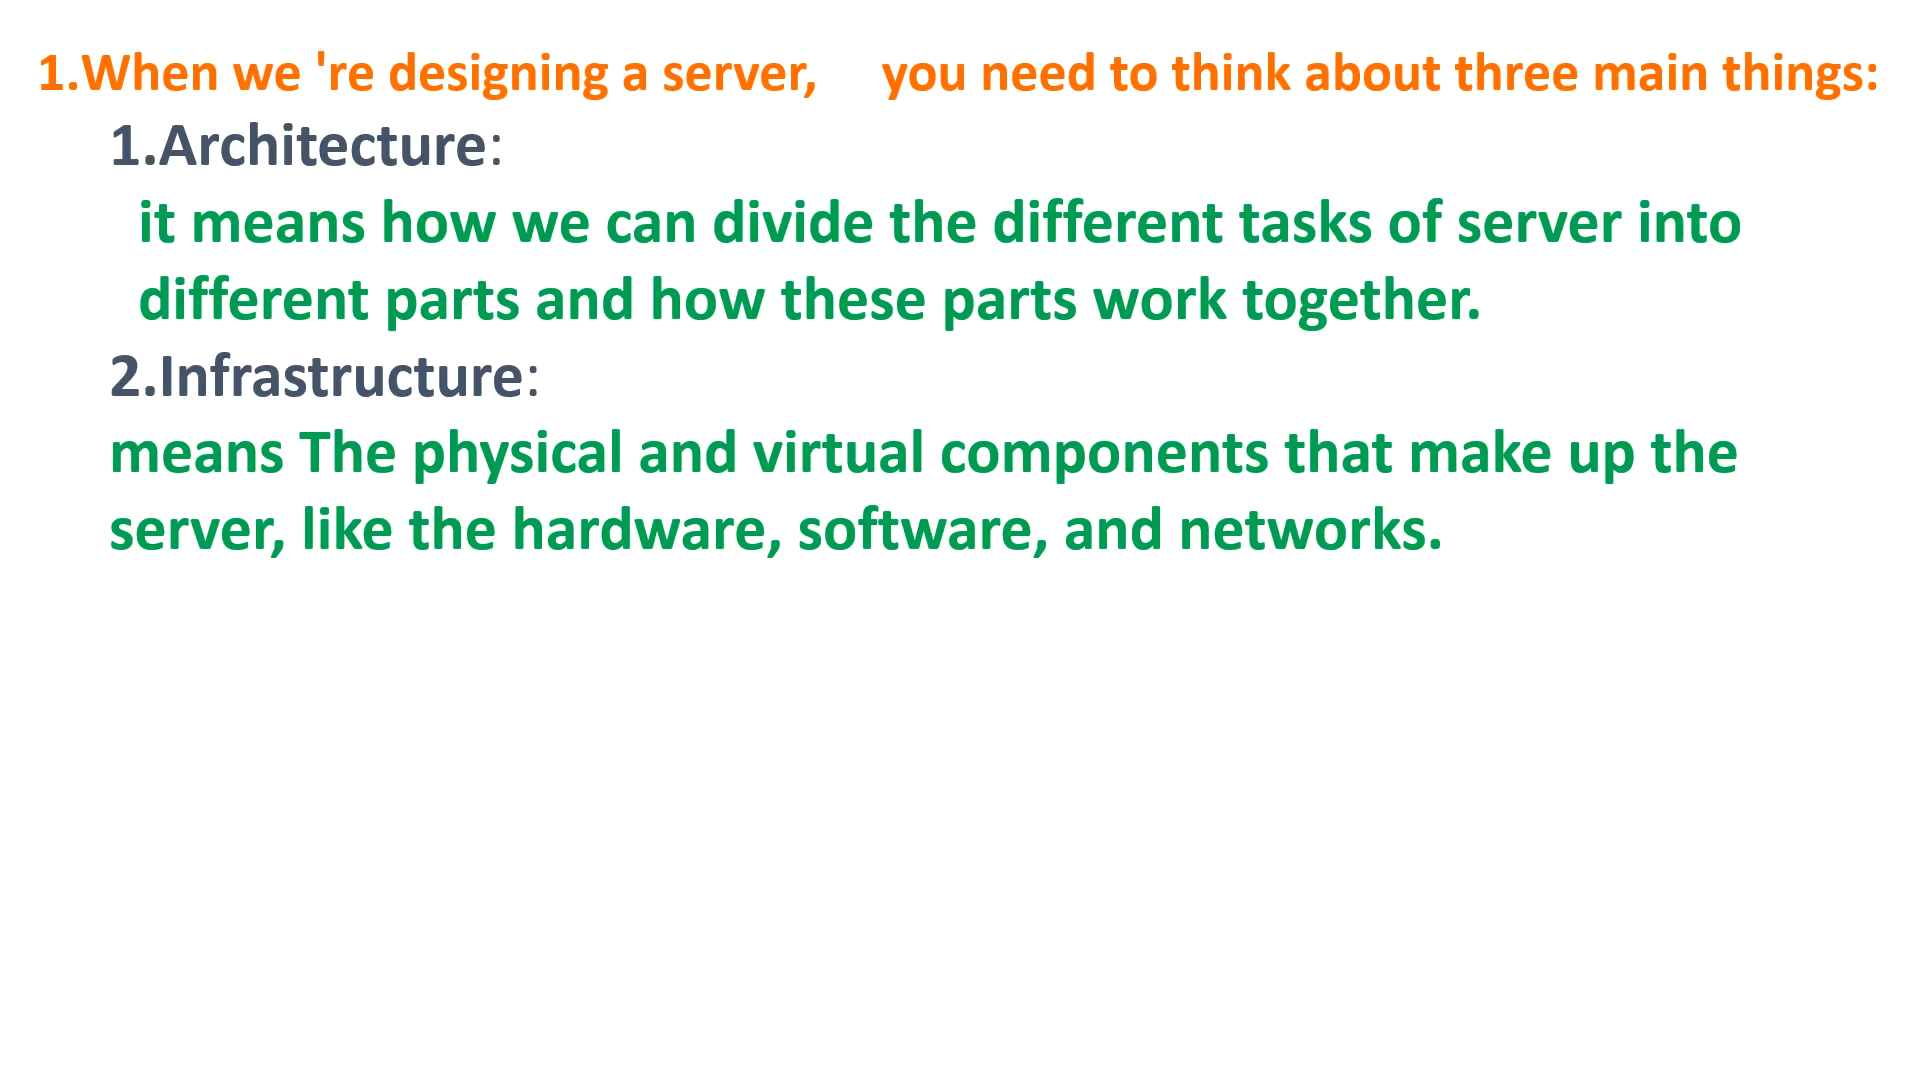 1.When we 're designing a server, you need to think about three main things:
1.Architecture:
it means how we can divide the different tasks of server into
different parts and how these parts work together.
2.Infrastructure:
means The physical and virtual components that make up the
server, like the hardware, software, and networks.